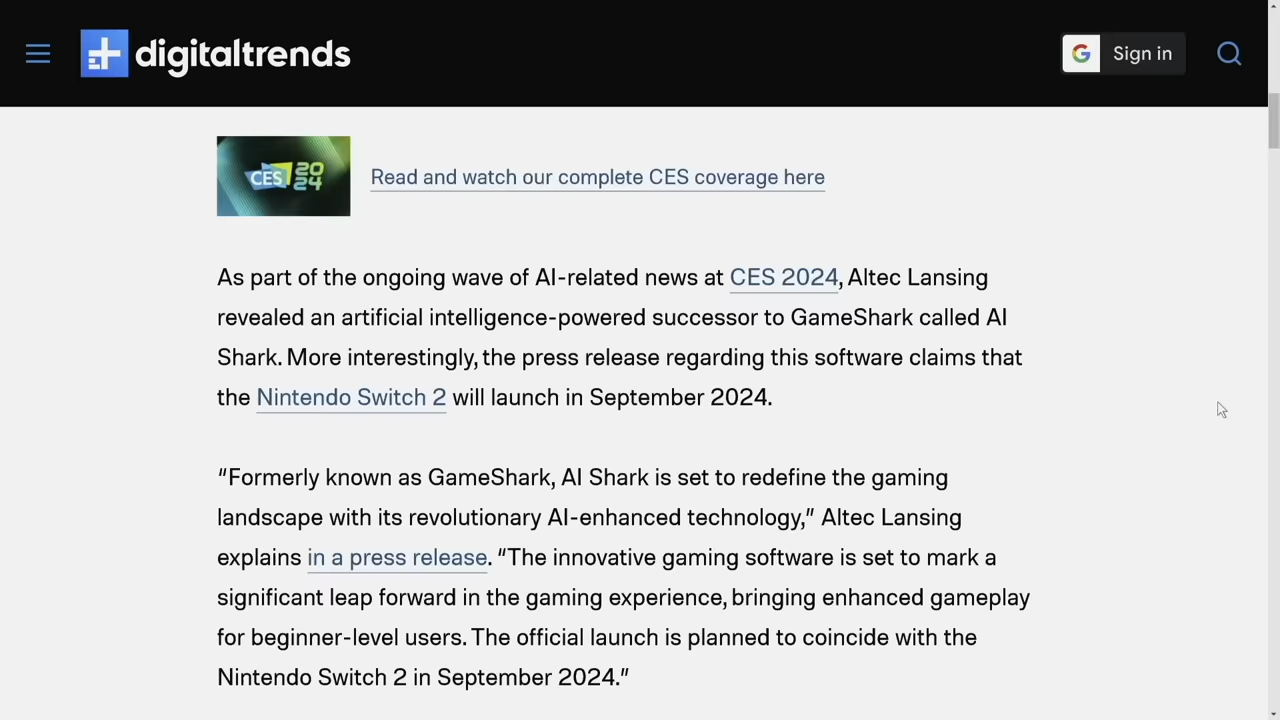 digitaltrends
Sign in
CES 2024
Read and watch our complete CES coverage here
As part of the ongoing wave of AI-related news at CES 2024, Altec Lansing
revealed an artificial intelligence-powered successor to GameShark called AI
Shark. More interestingly, the press release regarding this software claims that
the Nintendo Switch 2 will launch in September 2024.
"Formerly known as GameShark, AI Shark is set to redefine the gaming
landscape with its revolutionary AI-enhanced technology," Altec Lansing
explains in a press release. "The innovative gaming software is set to mark a
significant leap forward in the gaming experience, bringing enhanced gameplay
for beginner-level users. The official launch is planned to coincide with the
Nintendo Switch 2 in September 2024."